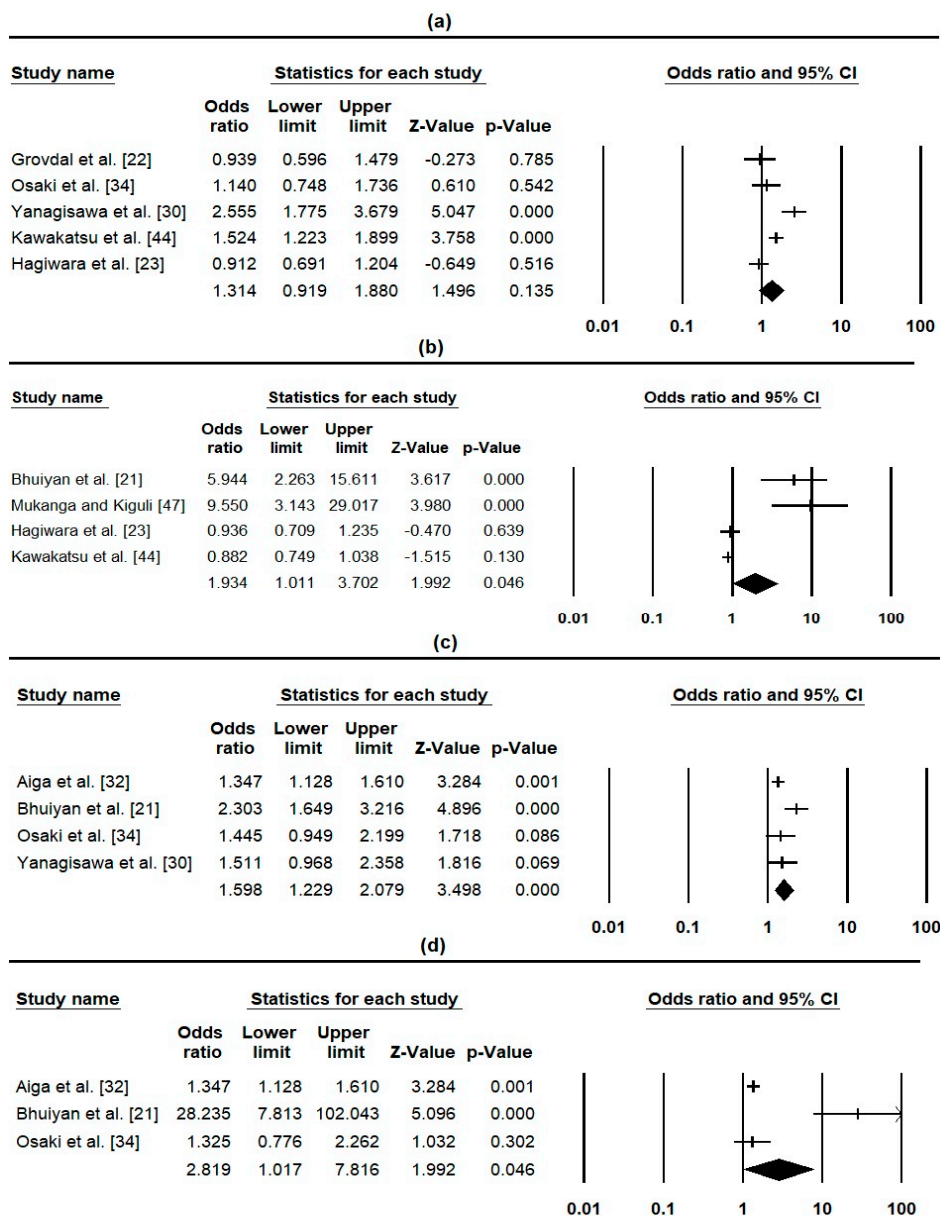 (a)
Study name Statistics for each study Odds ratio and 95% CI
Odds Lower Upper
ratio limit limit Z-Value p-Value
Grovdal et al. [22] 0.939 0.596 1.479 -0.273 0.785
Osaki et al. [34] 1.140 0.748 1.736 0.610 0.542
Yanagisawa et al. [30] 2.555 1.775 3.679 5.047 0.000
Kawakatsu et al. [44] 1.524 1.223 1.899 3.758 0.000
Hagiwara et al. [23] 0.912 0.691 1.204 -0.649 0.516
1.314 0.919 1.880 1.496 0.135
0.01 0.1 1 10 100
(b)
Study name Statistics for each study Odds ratio and 95% CI
Odds Lower Upper
ratio limit limit Z-Value p-Value
Bhuiyan et al. [21] 5.944 2.263 15.611 3.617 0.000
Mukanga and Kiguli [47] 9.550 3.143 29.017 3.980 0.000
Hagiwara et al. [23] 0.936 0.709 1.235 -0.470 0.639
Kawakatsu et al. [44] 0.882 0.749 1.038 -1.515 0.130
1.934 1.011 3.702 1.992 0.046
0.01 0.1 1 10 100
(c)
Study name Statistics for each study Odds ratio and 95% CI
Odds Lower Upper
ratio limit limit Z-Value p-Value
Aiga et al. [32] 1.347 1.128 1.610 3.284 0.001
Bhuiyan et al. [21] 2.303 1.649 3.216 4.896 0.000
Osaki et al. [34] 1.445 0.949 2.199 1.718 0.086
Yanagisawa et al. [30] 1.511 0.968 2.358 1.816 0.069
1.598 1.229 2.079 3.498 0.000
0.01 0.1 1 10 100
(d)
Study name Statistics for each study Odds ratio and 95% CI
Odds Lower Upper
ratio limit limit Z-Value p-Value
Aiga et al. [32] 1.347 1.128 1.610 3.284 0.001
Bhuiyan et al. [21] 28.235 7.813 102.043 5.096 0.000
Osaki et al. [34] 1.325 0.776 2.262 1.032 0.302
2.819 1.017 7.816 1.992 0.046
0.01 0.1 1 10 100